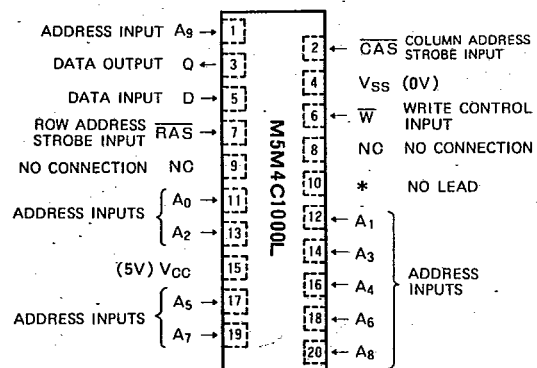 ADDRESS INPUT A9 → 1
DATA OUTPUT Q ← 3
DATA INPUT D → 5
ROW ADDRESS
STROBE INPUT RAS → 7
NO CONNECTION NC 9
ADDRESS INPUTS
A0 → 11
A2 → 13
(5V) VCC 15
ADDRESS INPUTS
A5 → 17
A7 → 19
M5M4C1000L
2 ← CAS COLUMN ADDRESS
STROBE INPUT
4 VSS (0V)
6 ← W WRITE CONTROL
INPUT
8 NC NO CONNECTION
10 * NO LEAD
12 ← A1
14 ← A3
16 ← A4
18 ← A6
20 ← A8
ADDRESS
INPUTS